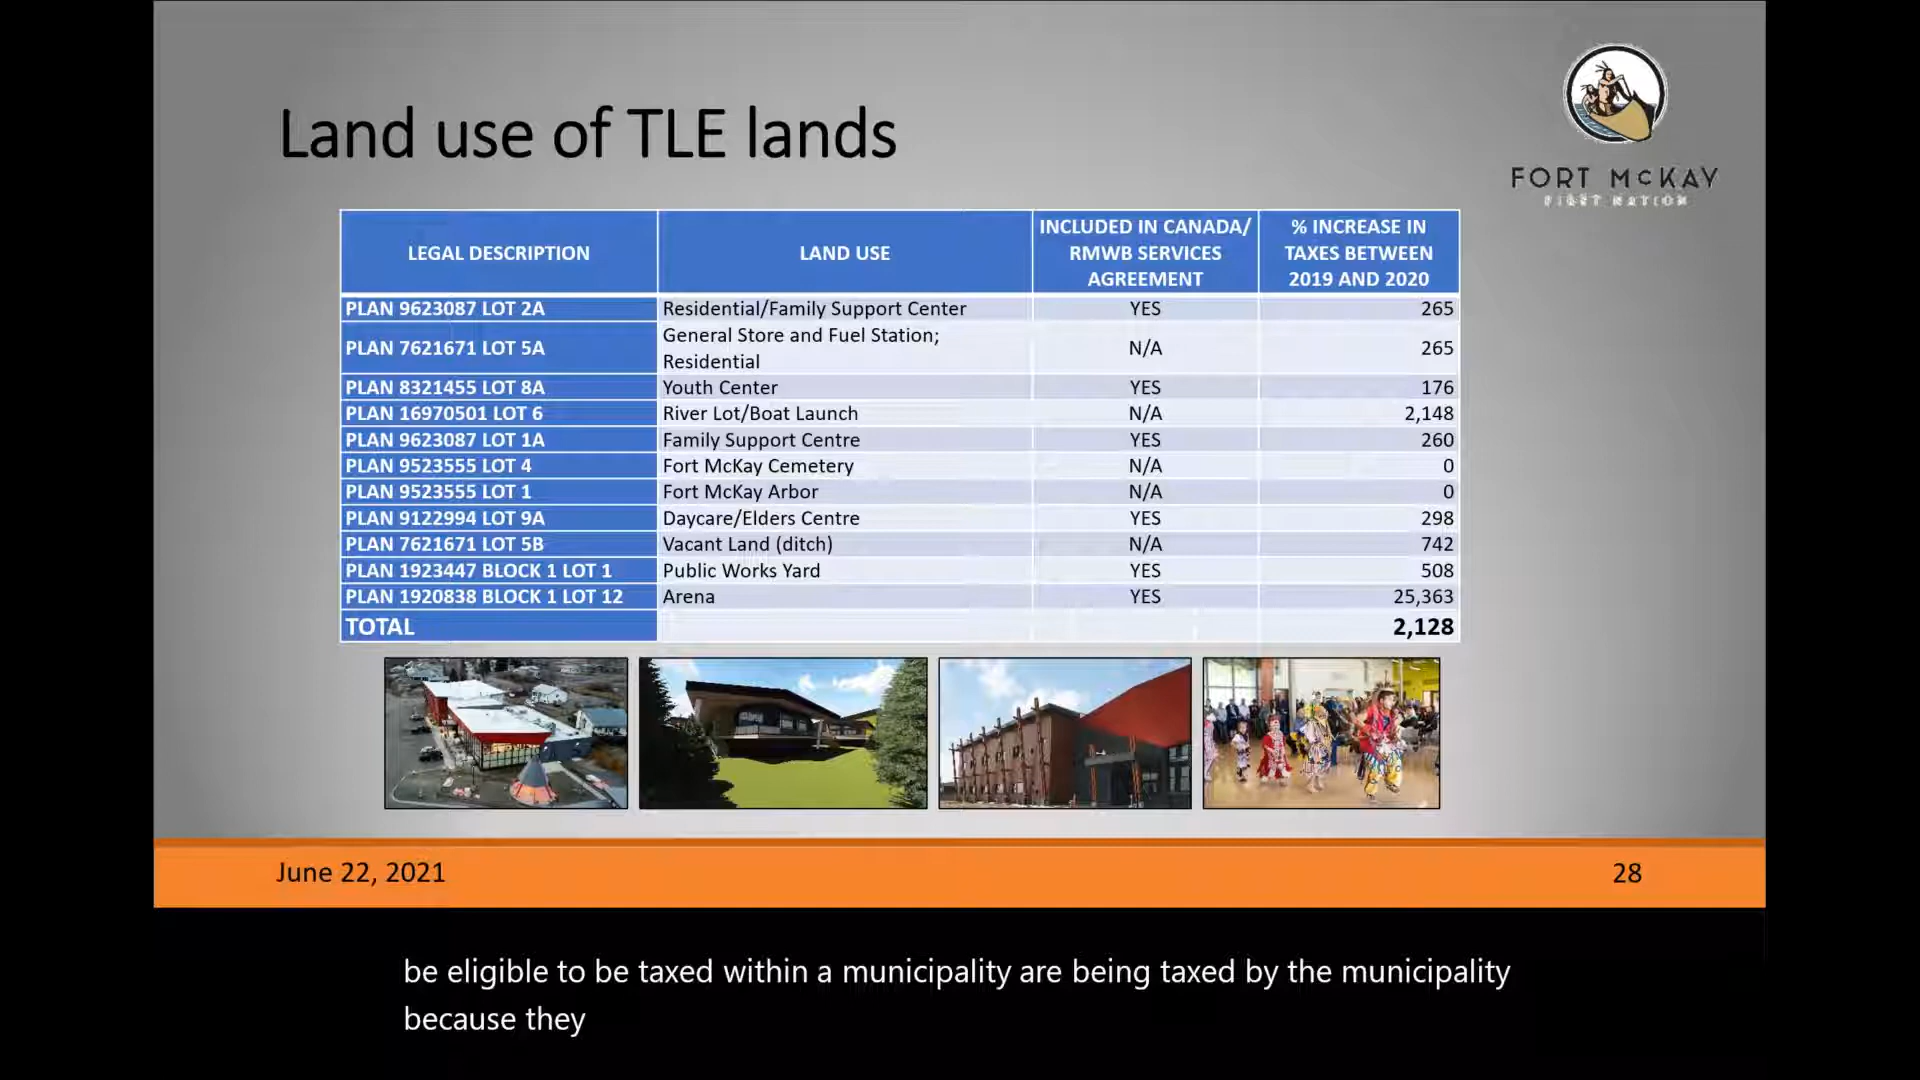 Land use of TLE lands
FORT McKAY
FIRST NATION
LEGAL DESCRIPTION
LAND USE
INCLUDED IN CANADA/
RMWB SERVICES
AGREEMENT
% INCREASE IN
TAXES BETWEEN
2019 AND 2020
PLAN 9623087 LOT 2A Residential/Family Support Center YES 265
PLAN 7621671 LOT 5A General Store and Fuel Station;
Residential N/A 265
PLAN 8321455 LOT 8A Youth Center YES 176
PLAN 16970501 LOT 6 River Lot/Boat Launch N/A 2,148
PLAN 9623087 LOT 1A Family Support Centre YES 260
PLAN 9523555 LOT 4 Fort McKay Cemetery N/A 0
PLAN 9523555 LOT 1 Fort McKay Arbor N/A 0
PLAN 9122994 LOT 9A Daycare/Elders Centre YES 298
PLAN 7621671 LOT 5B Vacant Land (ditch) N/A 742
PLAN 1923447 BLOCK 1 LOT 1 Public Works Yard YES 508
PLAN 1920838 BLOCK 1 LOT 12 Arena YES 25,363
TOTAL 2,128
June 22, 2021
28
be eligible to be taxed within a municipality are being taxed by the municipality
because they